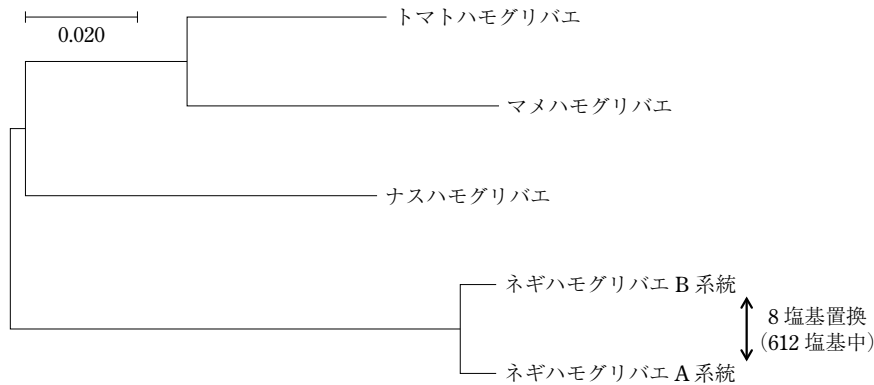 トマトハモグリバエ
0.020
マメハモグリバエ
ナスハモグリバエ
ネギハモグリバエ B 系統
8 塩基置換
(612 塩基中)
ネギハモグリバエ A 系統